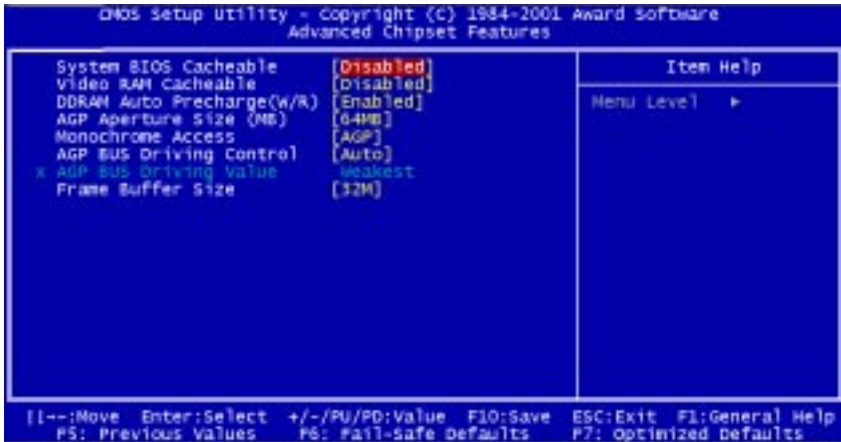 CMOS Setup Utility - Copyright (C) 1984-2001 Award Software
Advanced Chipset Features
System BIOS Cacheable [Disabled]
Video RAM Cacheable [Disabled]
DDRAM Auto Precharge(W/R) [Enabled]
AGP Aperture Size (MB) [64MB]
Monochrome Access [AGP]
AGP BUS Driving Control [Auto]
x AGP BUS Driving Value Weakest
Frame Buffer Size [32M]
Item Help
Menu Level ▶
[]--:Move Enter:Select +/-/PU/PD:Value F10:Save ESC:Exit F1:General Help
F5: Previous Values F6: Fail-Safe Defaults F7: Optimized Defaults